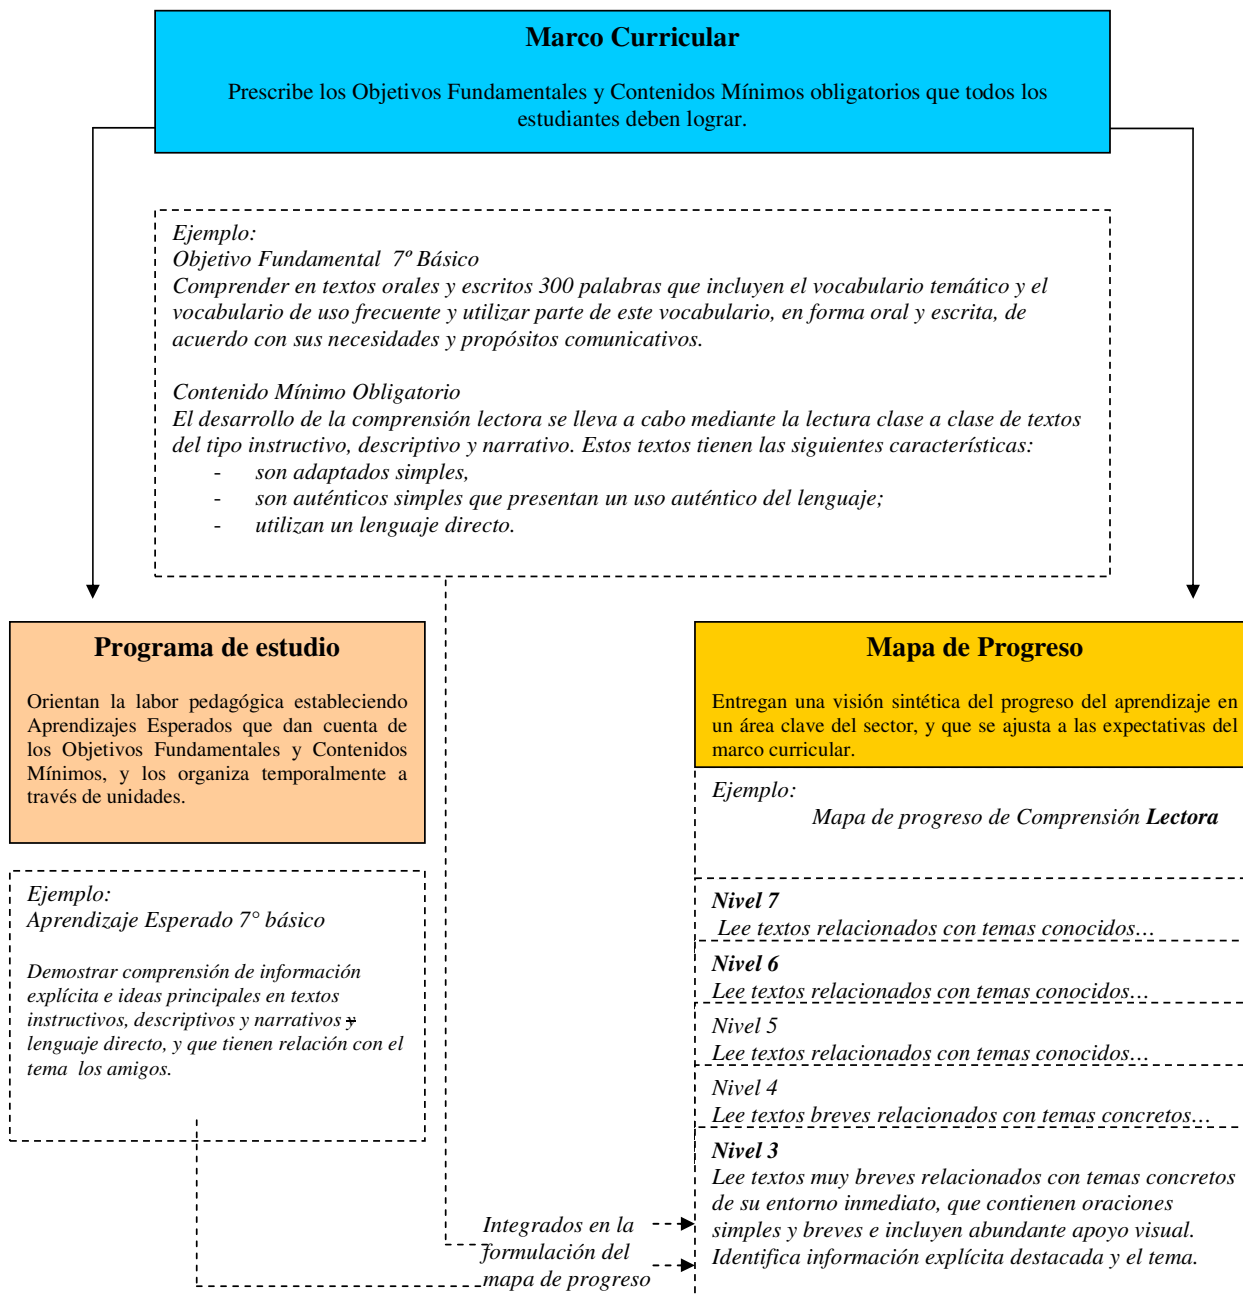 Marco Curricular
Prescribe los Objetivos Fundamentales y Contenidos Mínimos obligatorios que todos los
estudiantes deben lograr.
Ejemplo:
Objetivo Fundamental 7º Básico
Comprender en textos orales y escritos 300 palabras que incluyen el vocabulario temático y el
vocabulario de uso frecuente y utilizar parte de este vocabulario, en forma oral y escrita, de
acuerdo con sus necesidades y propósitos comunicativos.
Contenido Mínimo Obligatorio
El desarrollo de la comprensión lectora se lleva a cabo mediante la lectura clase a clase de textos
del tipo instructivo, descriptivo y narrativo. Estos textos tienen las siguientes características:
- son adaptados simples,
- son auténticos simples que presentan un uso auténtico del lenguaje;
- utilizan un lenguaje directo.
Programa de estudio
Orientan la labor pedagógica estableciendo
Aprendizajes Esperados que dan cuenta de
los Objetivos Fundamentales y Contenidos
Mínimos, y los organiza temporalmente a
través de unidades.
Ejemplo:
Aprendizaje Esperado 7° básico
Demostrar comprensión de información
explícita e ideas principales en textos
instructivos, descriptivos y narrativos y
lenguaje directo, y que tienen relación con el
tema los amigos.
Mapa de Progreso
Entregan una visión sintética del progreso del aprendizaje en
un área clave del sector, y que se ajusta a las expectativas del
marco curricular.
Ejemplo:
Mapa de progreso de Comprensión Lectora
Nivel 7
Lee textos relacionados con temas conocidos…
Nivel 6
Lee textos relacionados con temas conocidos…
Nivel 5
Lee textos relacionados con temas conocidos…
Nivel 4
Lee textos breves relacionados con temas concretos…
Nivel 3
Lee textos muy breves relacionados con temas concretos
de su entorno inmediato, que contienen oraciones
simples y breves e incluyen abundante apoyo visual.
Identifica información explícita destacada y el tema.
Integrados en la
formulación del
mapa de progreso